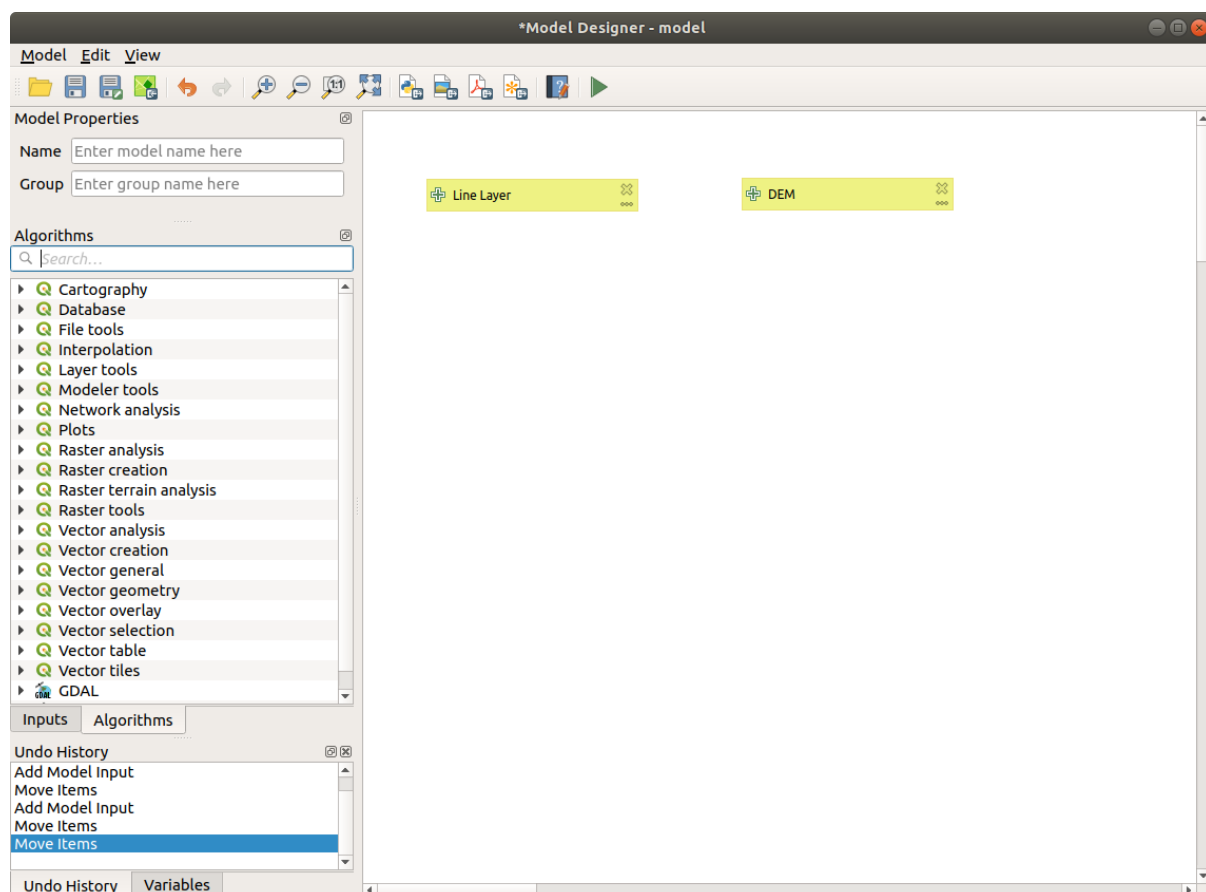 *Model Designer - model
Model Edit View
1:1
Model Properties
Name Enter model name here
Group Enter group name here
Algorithms
Search...
Cartography
Database
File tools
Interpolation
Layer tools
Modeler tools
Network analysis
Plots
Raster analysis
Raster creation
Raster terrain analysis
Raster tools
Vector analysis
Vector creation
Vector general
Vector geometry
Vector overlay
Vector selection
Vector table
Vector tiles
GDAL GDAL
Inputs Algorithms
Undo History
Add Model Input
Move Items
Add Model Input
Move Items
Move Items
Undo History Variables
Line Layer
DEM